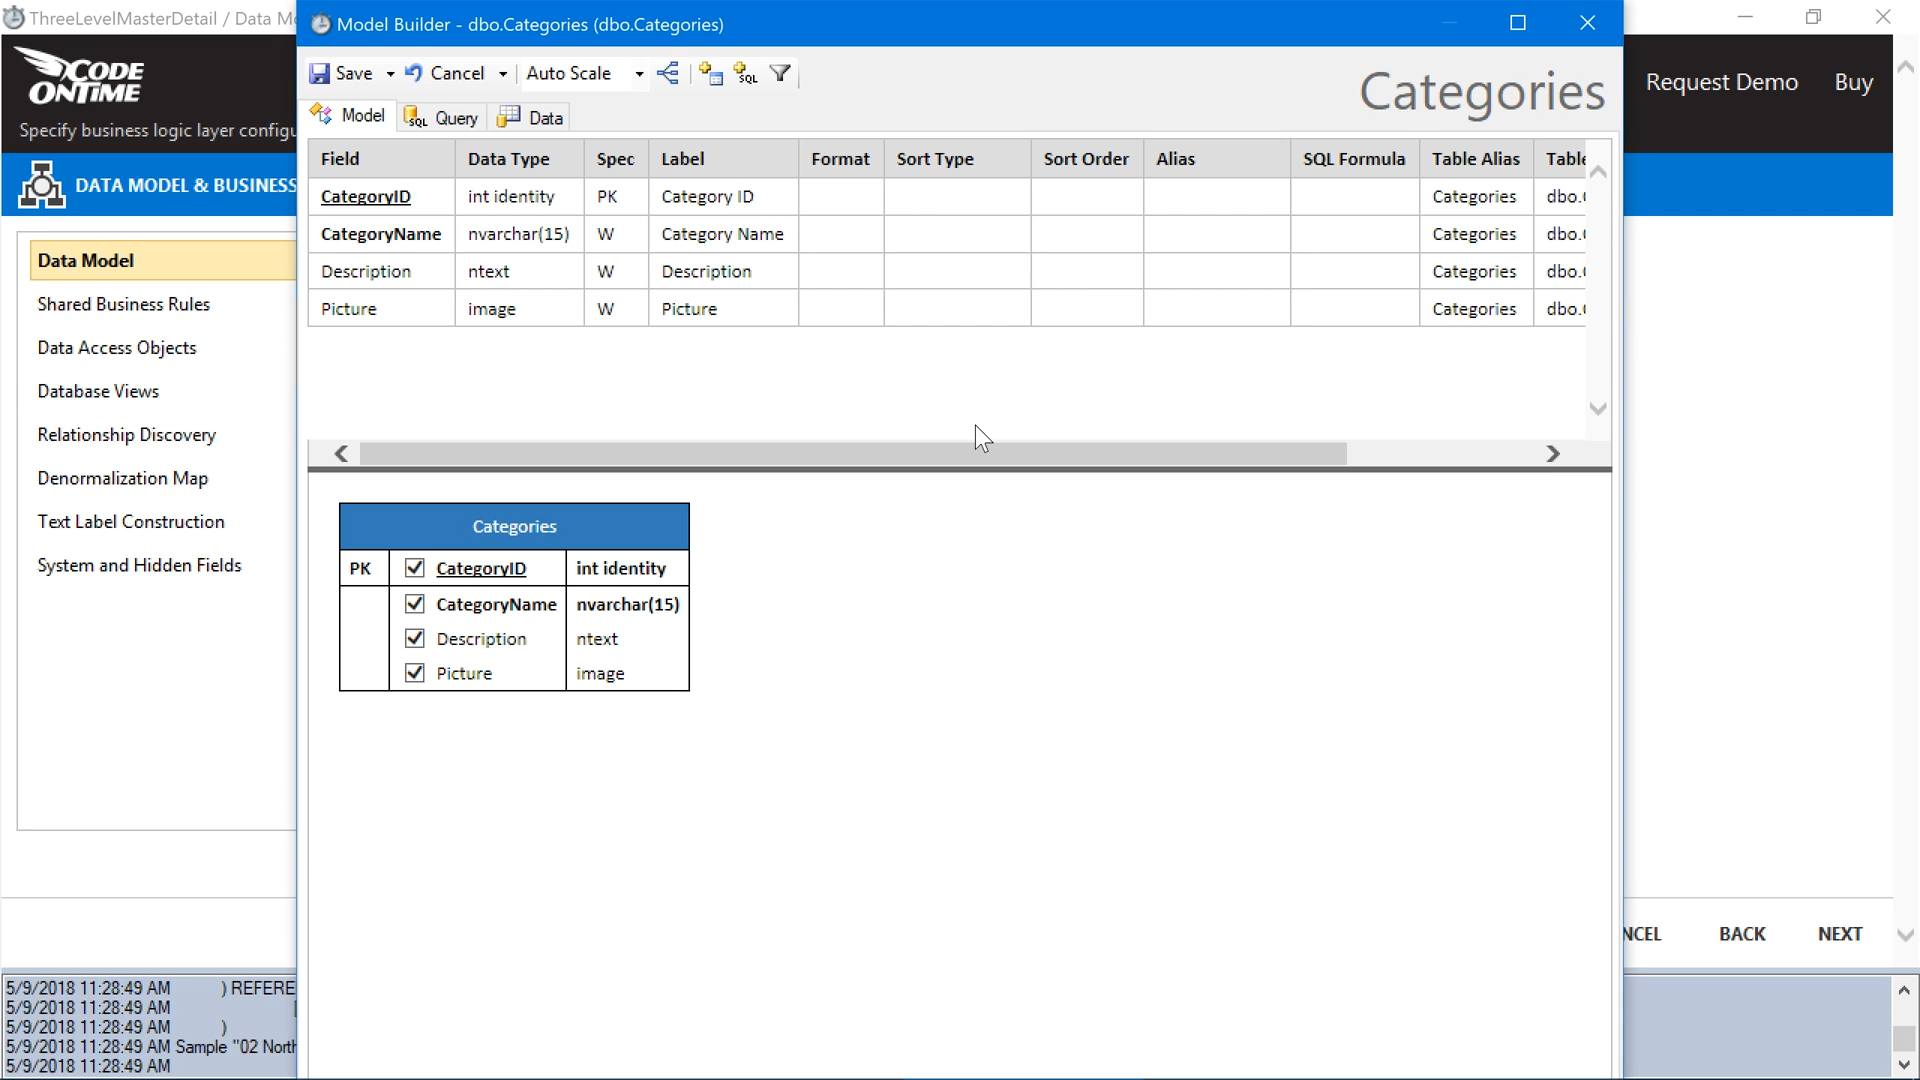 ThreeLevelMasterDetail / Data M
Model Builder - dbo.Categories (dbo.Categories)
CODE
ONTIME
Specify business logic layer configu
Save
Cancel
Auto Scale
SQL
Categories
Request Demo
Buy
Model
SQL
Query
Data
DATA MODEL & BUSINESS
Field Data Type Spec Label Format Sort Type Sort Order Alias SQL Formula Table Alias Table
CategoryID int identity PK Category ID Categories dbo.
CategoryName nvarchar(15) W Category Name Categories dbo.
Description ntext W Description Categories dbo.
Picture image W Picture Categories dbo.
Data Model
Shared Business Rules
Data Access Objects
Database Views
Relationship Discovery
Denormalization Map
Text Label Construction
System and Hidden Fields
Categories
PK CategoryID int identity
CategoryName nvarchar(15)
Description ntext
Picture image
NCEL
BACK
NEXT
5/9/2018 11:28:49 AM ) REFERE
5/9/2018 11:28:49 AM
5/9/2018 11:28:49 AM )
5/9/2018 11:28:49 AM Sample "02 North
5/9/2018 11:28:49 AM